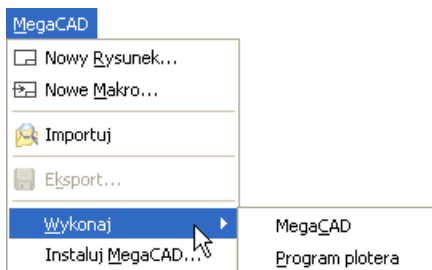 MegaCAD
Nowy Rysunek...
Nowe Makro...
Importuj
Eksport...
Wykonaj
MegaCAD
Instaluj MegaCAD...
Program plotera